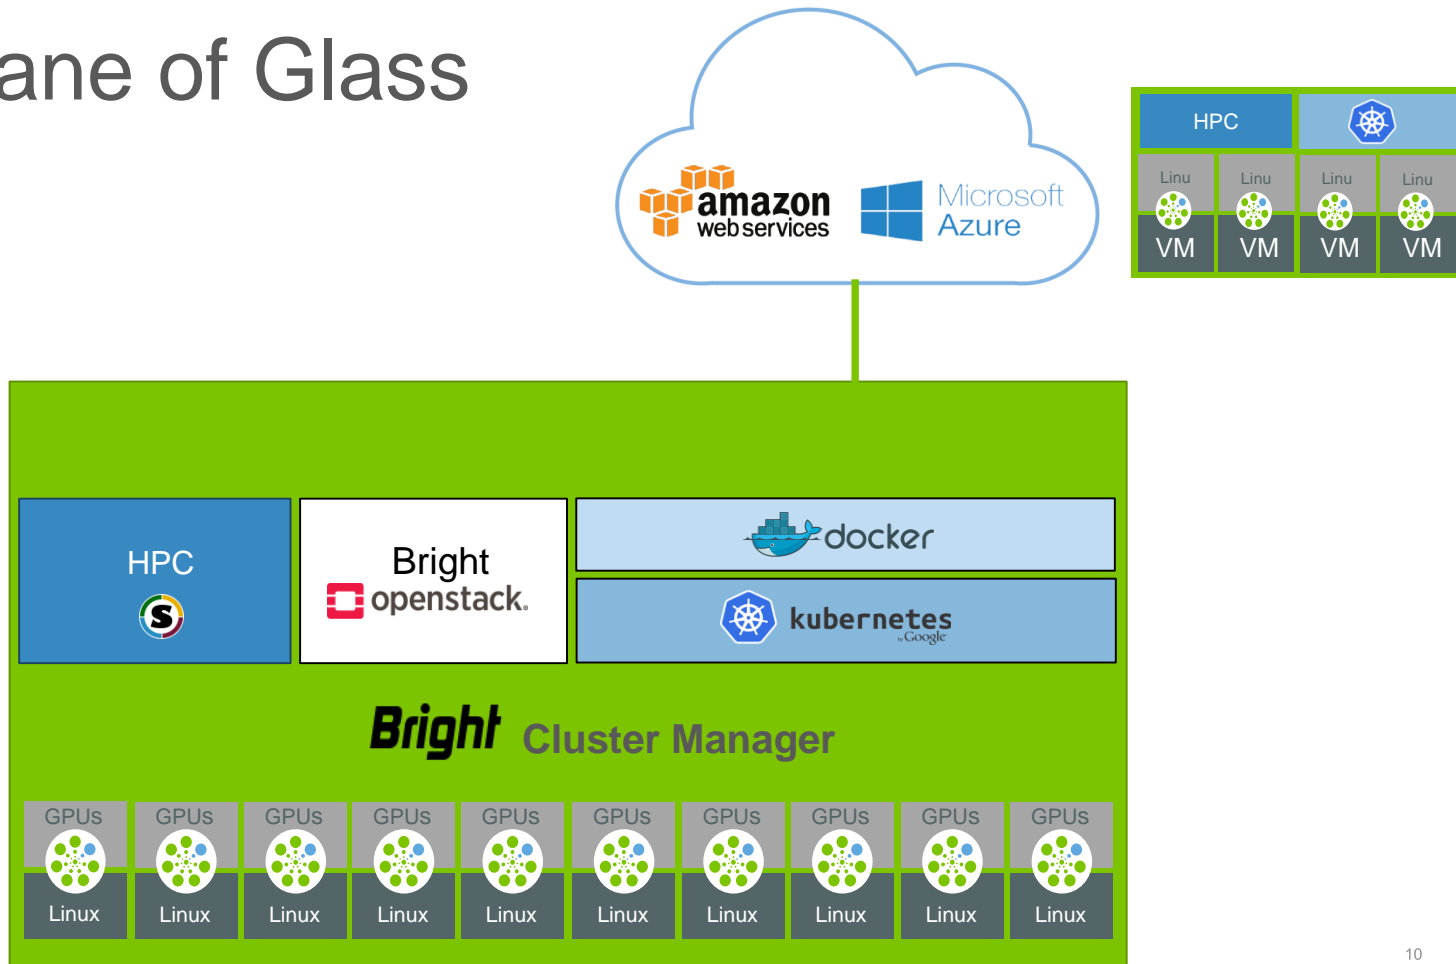 ane of Glass
amazon
web services
Microsoft
Azure
HPC
Linu Linu Linu Linu
VM VM VM VM
HPC
S
Bright
openstack.
docker
kubernetes
by Google
Bright Cluster Manager
GPUs GPUs GPUs GPUs GPUs GPUs GPUs GPUs GPUs GPUs
Linux Linux Linux Linux Linux Linux Linux Linux Linux Linux
10